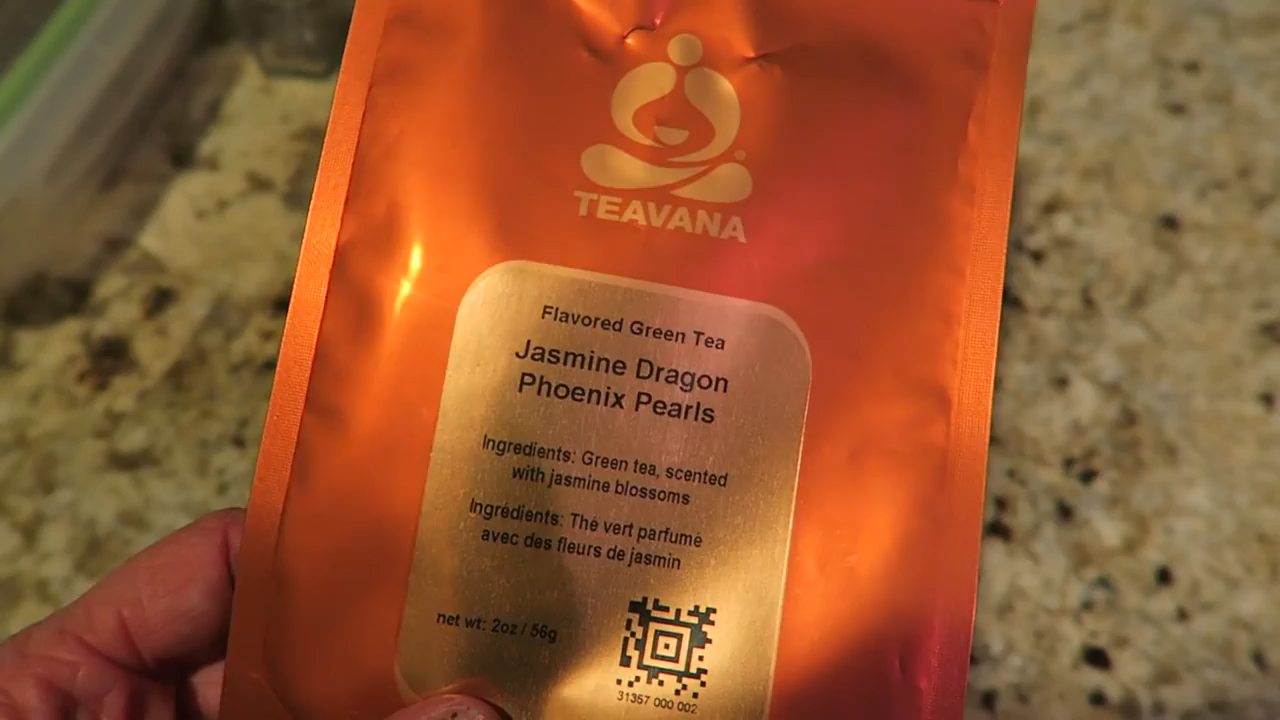 TEAVANA
Flavored Green Tea
Jasmine Dragon
Phoenix Pearls
Ingredients: Green tea, scented
with jasmine blossoms
Ingrédients: Thé vert parfumé
avec des fleurs de jasmin
net wt: 2oz / 56g
31357 000 002